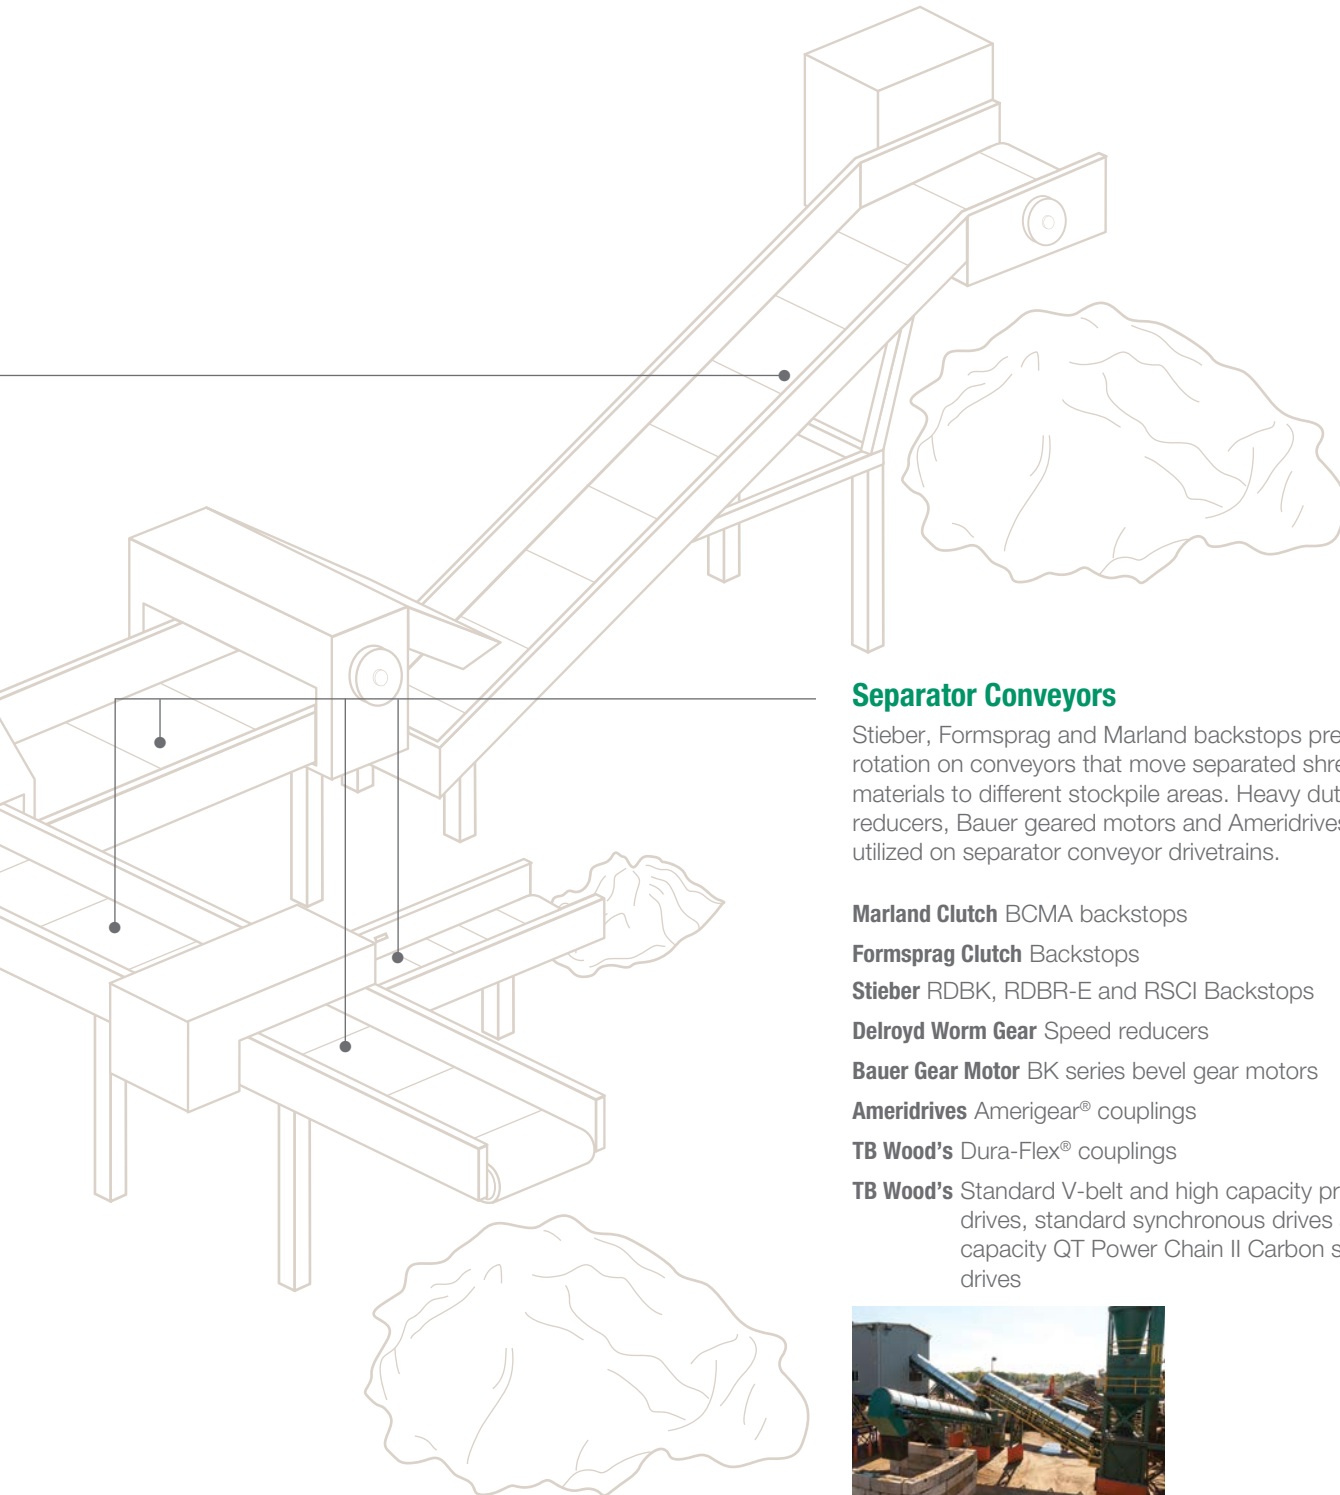 Separator Conveyors
Stieber, Formsprag and Marland backstops
rotation on conveyors that move separated
materials to different stockpile areas. Heavy
reducers, Bauer geared motors and Ameridrives
utilized on separator conveyor drivetrains.
Marland Clutch BCMA backstops
Formsprag Clutch Backstops
Stieber RDBK, RDBR-E and RSCI Backstops
Delroyd Worm Gear Speed reducers
Bauer Gear Motor BK series bevel gear motors
Ameridrives Amerigear® couplings
TB Wood's Dura-Flex® couplings
TB Wood's Standard V-belt and high capacity
drives, standard synchronous drives
capacity QT Power Chain II Carbon
drives